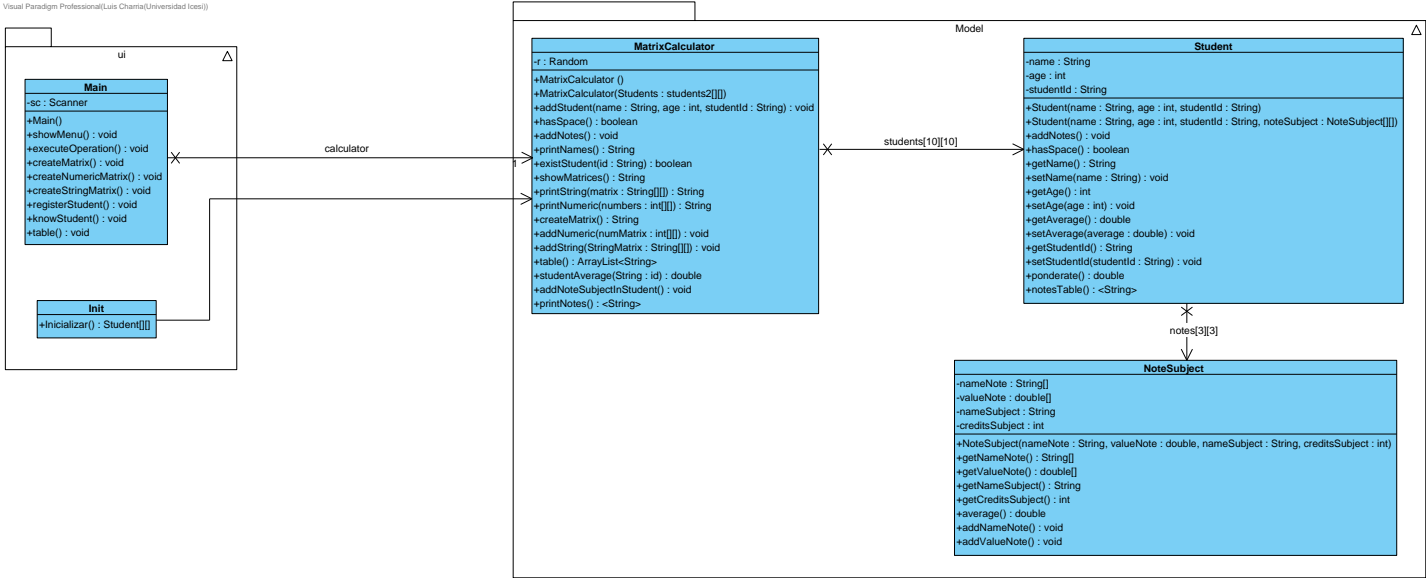 Visual Paradigm Professional(Luis Charria(Universidad Icesi))
ui
Main
-sc : Scanner
+Main()
+showMenu() : void
+executeOperation() : void
+createMatrix() : void
+createNumericMatrix() : void
+createStringMatrix() : void
+registerStudent() : void
+knowStudent() : void
+table() : void
Init
+Inicializar() : Student[][]
calculator
1
Model
MatrixCalculator
-r : Random
+MatrixCalculator ()
+MatrixCalculator(Students : students2[][])
+addStudent(name : String, age : int, studentId : String) : void
+hasSpace() : boolean
+addNotes() : void
+printNames() : String
+existStudent(id : String) : boolean
+showMatrices() : String
+printString(matrix : String[][]) : String
+printNumeric(numbers : int[][]) : String
+createMatrix() : String
+addNumeric(numMatrix : int[][]) : void
+addString(StringMatrix : String[][]) : void
+table() : ArrayList<String>
+studentAverage(String : id) : double
+addNoteSubjectInStudent() : void
+printNotes() : <String>
students[10][10]
Student
-name : String
-age : int
-studentId : String
+Student(name : String, age : int, studentId : String)
+Student(name : String, age : int, studentId : String, noteSubject : NoteSubject[][])
+addNotes() : void
+hasSpace() : boolean
+getName() : String
+setName(name : String) : void
+getAge() : int
+setAge(age : int) : void
+getAverage() : double
+setAverage(average : double) : void
+getStudentId() : String
+setStudentId(studentId : String) : void
+ponderate() : double
+notesTable() : <String>
notes[3][3]
NoteSubject
-nameNote : String[]
-valueNote : double[]
-nameSubject : String
-creditsSubject : int
+NoteSubject(nameNote : String, valueNote : double, nameSubject : String, creditsSubject : int)
+getNameNote() : String[]
+getValueNote() : double[]
+getNameSubject() : String
+getCreditsSubject() : int
+average() : double
+addNameNote() : void
+addValueNote() : void